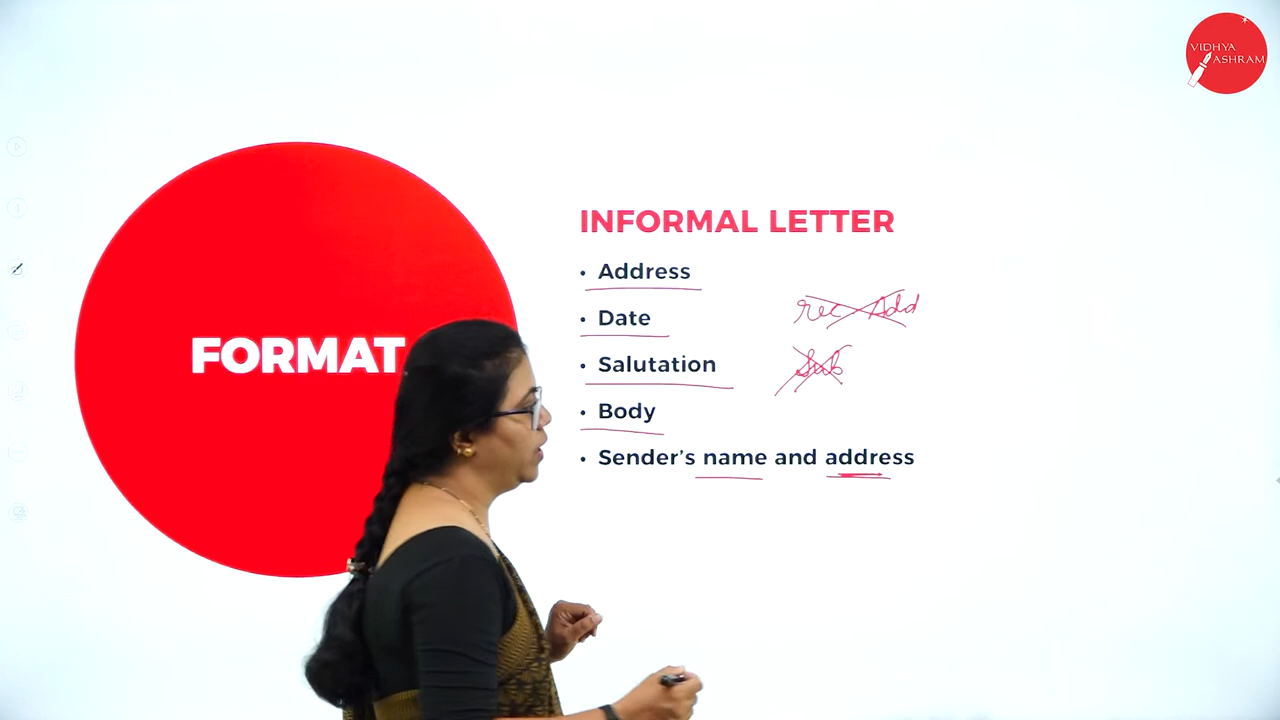 VIDHYA
ASHRAM
FORMAT
INFORMAL LETTER
• Address
• Date
rec Add
• Salutation
Sub
• Body
• Sender's name and address